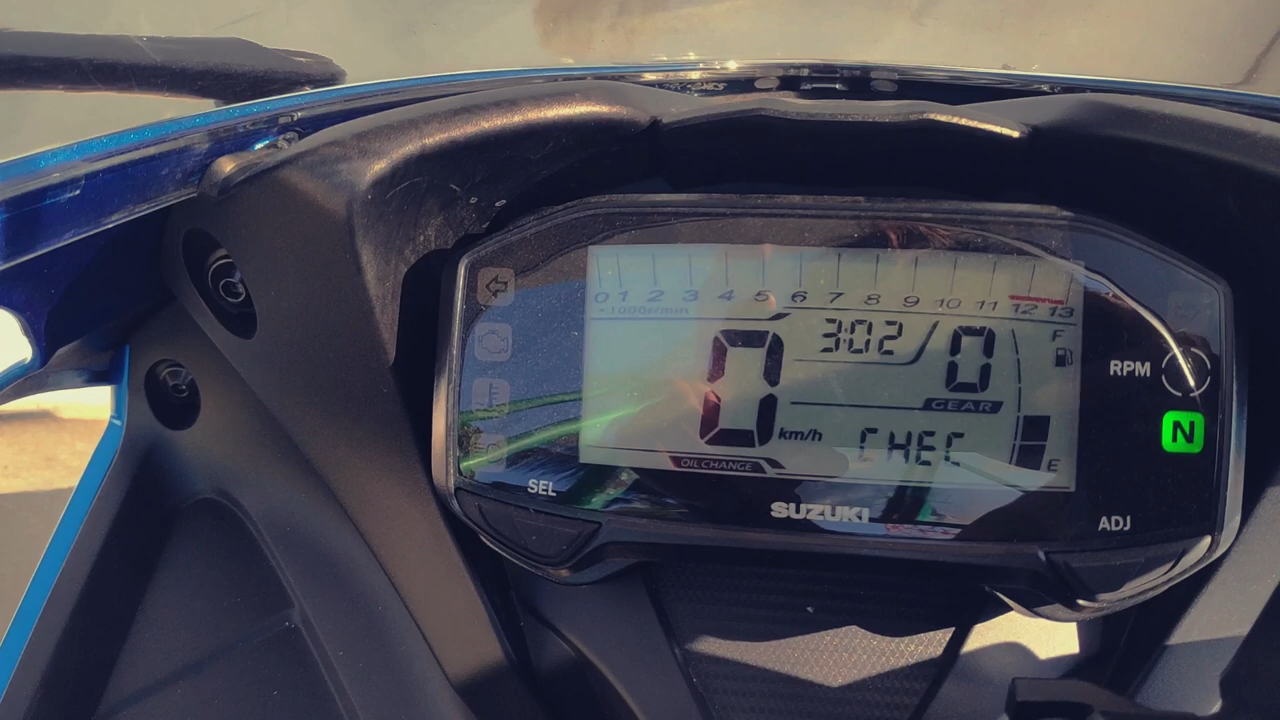 0 1 2 3 4 5 6 7 8 9 10 11 12 13
×1000r/min
3:02
0
F
RPM
0
GEAR
N
km/h
CHEC
OIL CHANGE
E
SEL
SUZUKI
ADJ